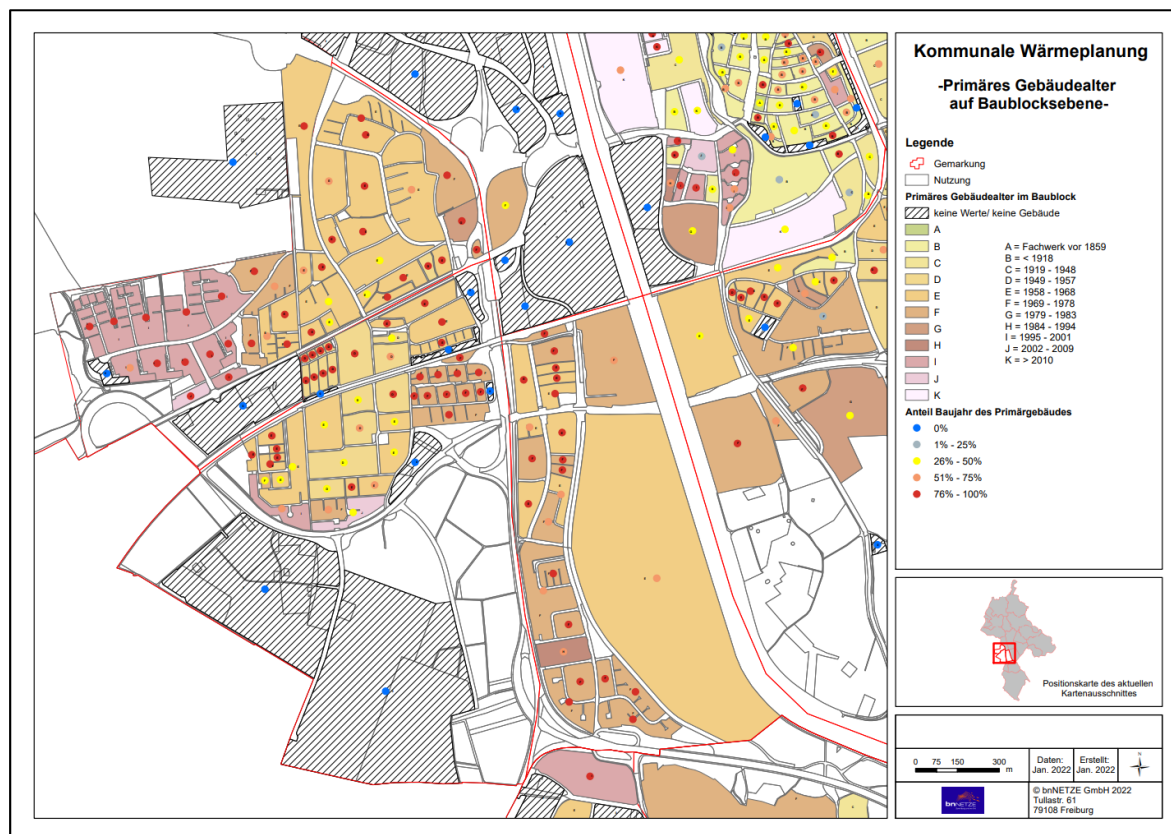 Kommunale Wärmeplanung
-Primäres Gebäudealter
auf Baublocksebene-
Legende
Gemarkung
Nutzung
Primäres Gebäudealter im Baublock
keine Werte/ keine Gebäude
A
B
C
D
E
F
G
H
I
J
K
A = Fachwerk vor 1859
B = < 1918
C = 1919 - 1948
D = 1949 - 1957
E = 1958 - 1968
F = 1969 - 1978
G = 1979 - 1983
H = 1984 - 1994
I = 1995 - 2001
J = 2002 - 2009
K = > 2010
Anteil Baujahr des Primärgebäudes
0%
1% - 25%
26% - 50%
51% - 75%
76% - 100%
Positionskarte des aktuellen
Kartenausschnittes
0 75 150 300
m
Daten:
Jan. 2022
Erstellt:
Jan. 2022
N
bnNETZE
© bnNETZE GmbH 2022
Tullastr. 61
79108 Freiburg